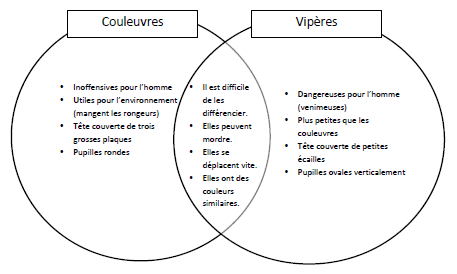 Couleuvres
Vipères
• Inoffensives pour l'homme
• Utiles pour l'environnement
(mangent les rongeurs)
• Tête couverte de trois
grosses plaques
• Pupilles rondes
• Il est difficile
de les
différencier.
• Elles peuvent
mordre.
• Elles se
déplacent vite.
• Elles ont des
couleurs
similaires.
• Dangereuses pour l'homme
(venimeuses)
• Plus petites que les
couleuvres
• Tête couverte de petites
écailles
• Pupilles ovales verticalement